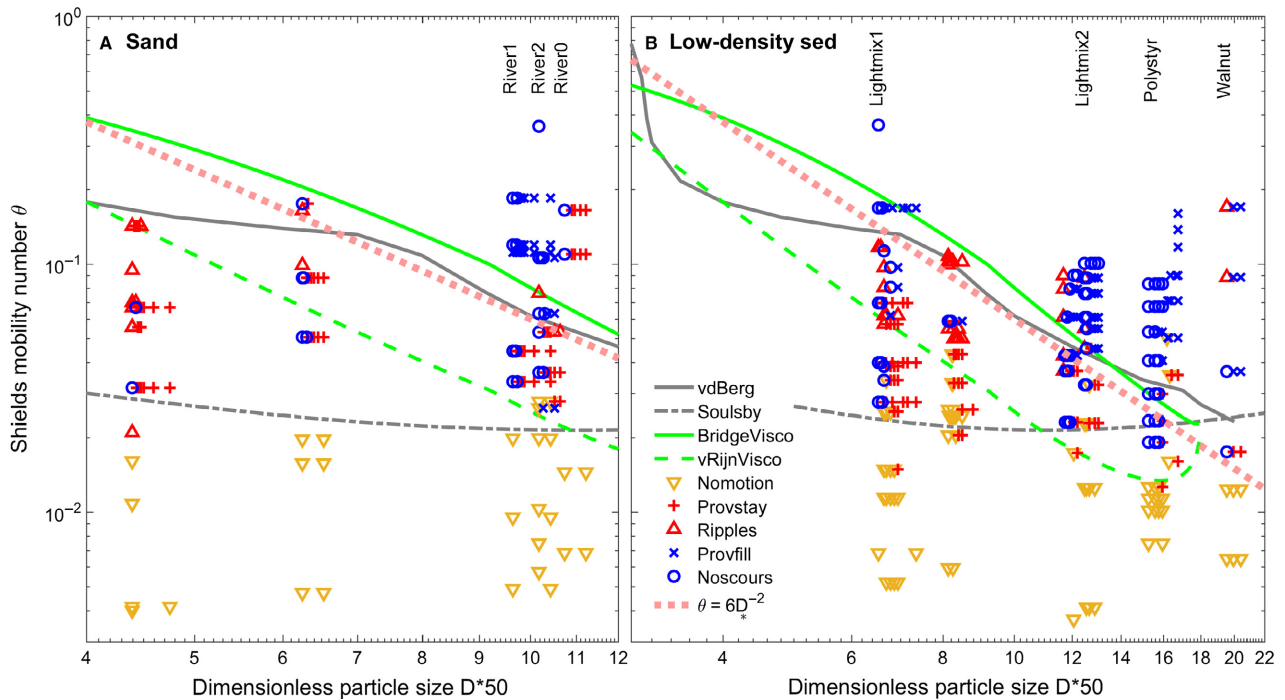 A Sand
River1
River2
River0
B Low-density sed
Lightmix1
Lightmix2
Polystyr
Walnut
Shields mobility number θ
10⁰
10⁻¹
10⁻²
vdBerg
Soulsby
BridgeVisco
vRijnVisco
Nomotion
Provstay
Ripples
Provfill
Noscours
θ = 6D*⁻²
4 5 6 7 8 9 10 11 12
6 8 10 12 14 16 18 20 22
Dimensionless particle size D*50
Dimensionless particle size D*50